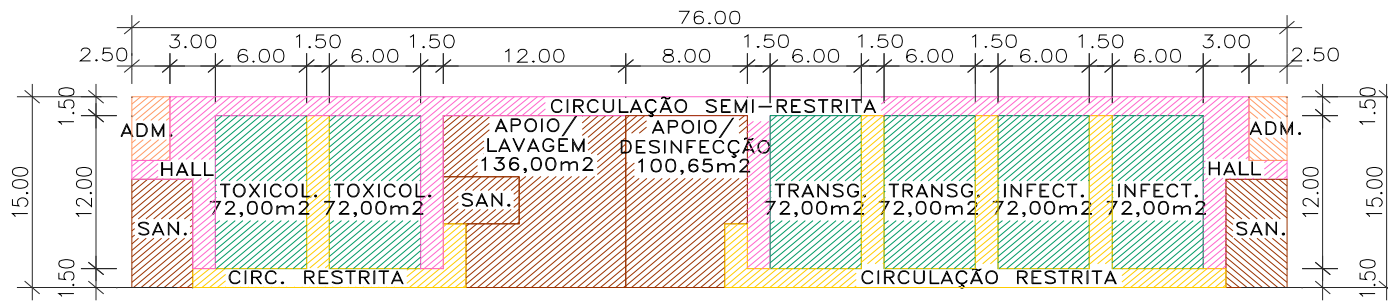 76.00
2.50 3.00 6.00 1.50 6.00 1.50 12.00 8.00 1.50 6.00 1.50 6.00 1.50 6.00 1.50 6.00 3.00 2.50
15.00
1.50
12.00
1.50
CIRCULAÇÃO SEMI-RESTRITA
ADM.
HALL
SAN.
TOXICOL.
72,00m2
TOXICOL.
72,00m2
APOIO/
LAVAGEM
136,00m2
SAN.
APOIO/
DESINFECÇÃO
100,65m2
TRANSG.
72,00m2
TRANSG.
72,00m2
INFECT.
72,00m2
INFECT.
72,00m2
ADM.
HALL
SAN.
CIRC. RESTRITA
CIRCULAÇÃO RESTRITA
1.50
12.00
1.50
15.00